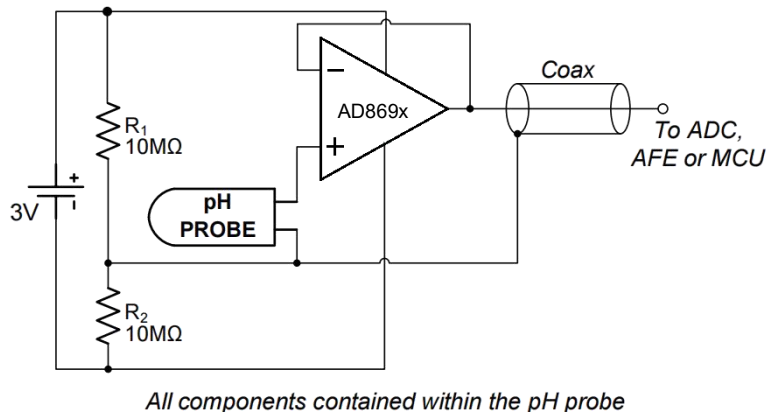 Coax
AD869x
R₁
10MΩ
To ADC,
AFE or MCU
+
3V
pH
PROBE
R₂
10MΩ
All components contained within the pH probe